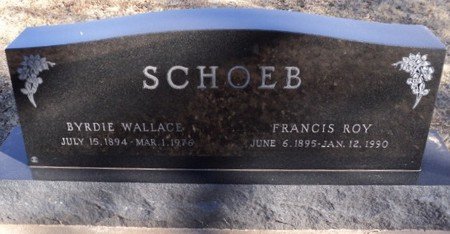 SCHOEB
BYRDIE WALLACE
JULY 15, 1894 - MAR. 1, 1976
FRANCIS ROY
JUNE 6, 1895 - JAN. 12, 1990